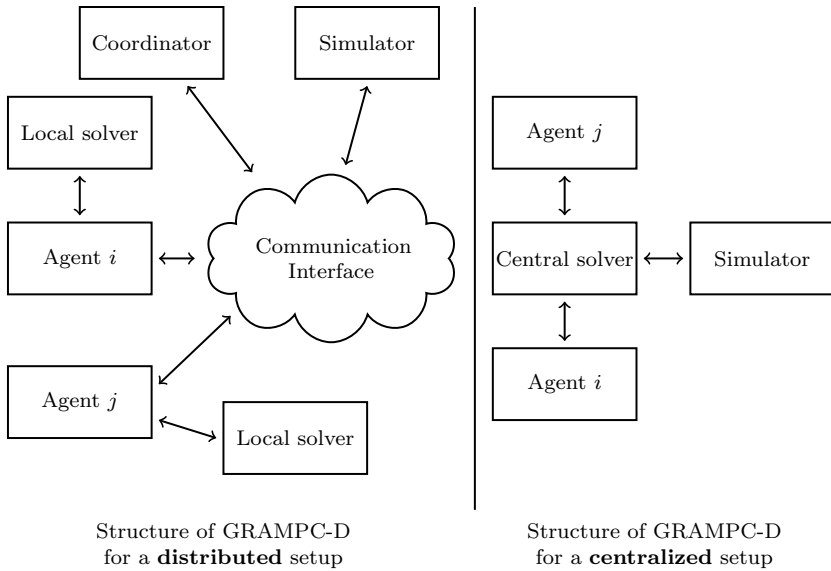 Coordinator
Simulator
Local solver
Agent i
Communication
Interface
Agent j
Local solver
Structure of GRAMPC-D
for a distributed setup
Agent j
Central solver
Simulator
Agent i
Structure of GRAMPC-D
for a centralized setup